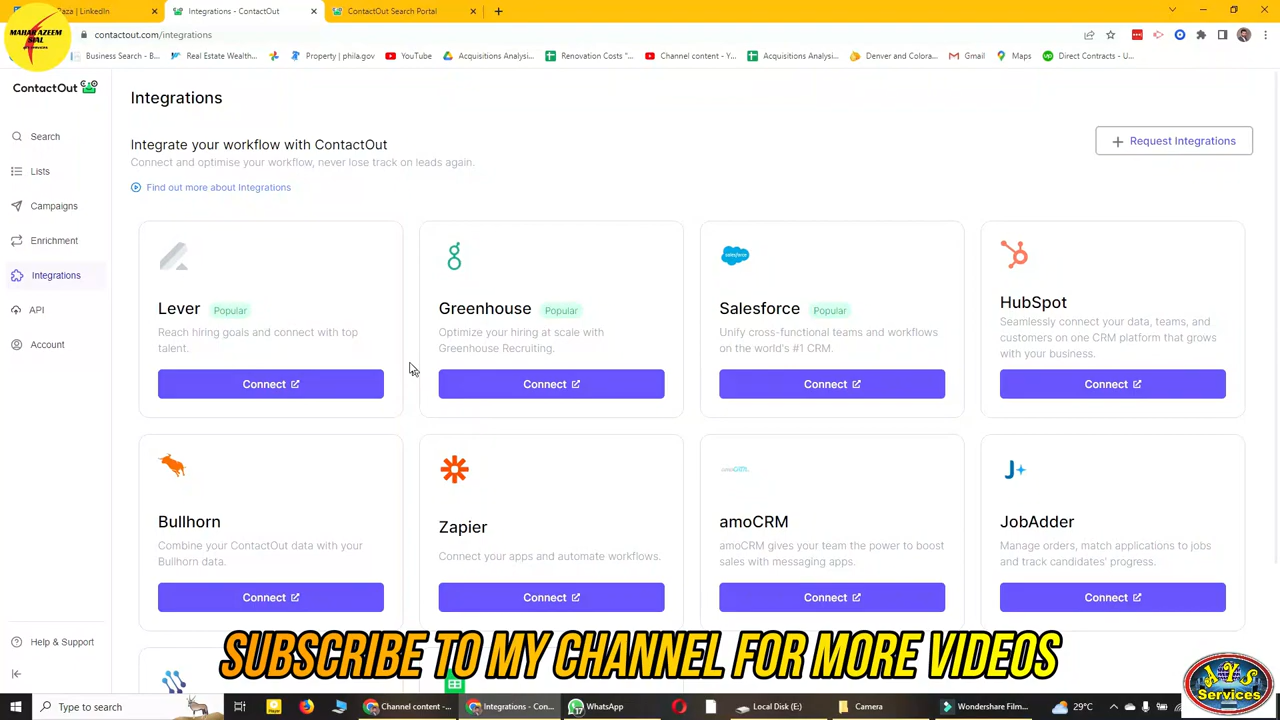 aza | LinkedIn
Integrations - ContactOut
ContactOut Search Portal
contactout.com/integrations
MAHAR AZEEM
SIAL
Business Search - B...
Real Estate Wealth...
Property | phila.gov
YouTube
Acquisitions Analysi...
Renovation Costs "...
Channel content - Y...
Acquisitions Analysi...
Denver and Colora...
Gmail
Maps
Direct Contracts - U...
ContactOut
Search
Lists
Campaigns
Enrichment
Integrations
API
Account
Help & Support
Integrations
Integrate your workflow with ContactOut
Connect and optimise your workflow, never lose track on leads again.
Find out more about Integrations
Request Integrations
Lever Popular
Reach hiring goals and connect with top
talent.
Connect
Greenhouse Popular
Optimize your hiring at scale with
Greenhouse Recruiting.
Connect
salesforce
Salesforce Popular
Unify cross-functional teams and workflows
on the world's #1 CRM.
Connect
HubSpot
Seamlessly connect your data, teams, and
customers on one CRM platform that grows
with your business.
Connect
Bullhorn
Combine your ContactOut data with your
Bullhorn data.
Connect
Zapier
Connect your apps and automate workflows.
Connect
amoCRM
amoCRM gives your team the power to boost
sales with messaging apps.
Connect
J+
JobAdder
Manage orders, match applications to jobs
and track candidates' progress.
Connect
SUBSCRIBE TO MY CHANNEL FOR MORE VIDEOS
Services
Type here to search
Channel content -...
Integrations - Con...
WhatsApp
Local Disk (E:)
Camera
Wondershare Film...
29°C